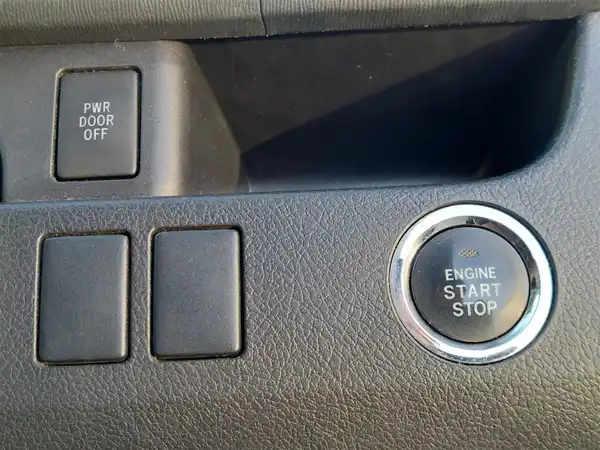 PWR
DOOR
OFF
ENGINE
START
STOP